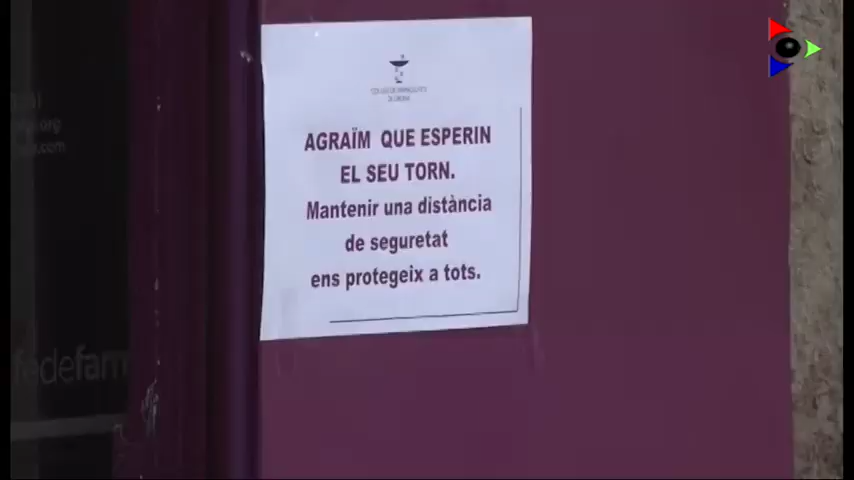 AGRAÏM QUE ESPERIN
EL SEU TORN.
Mantenir una distància
de seguretat
ens protegeix a tots.